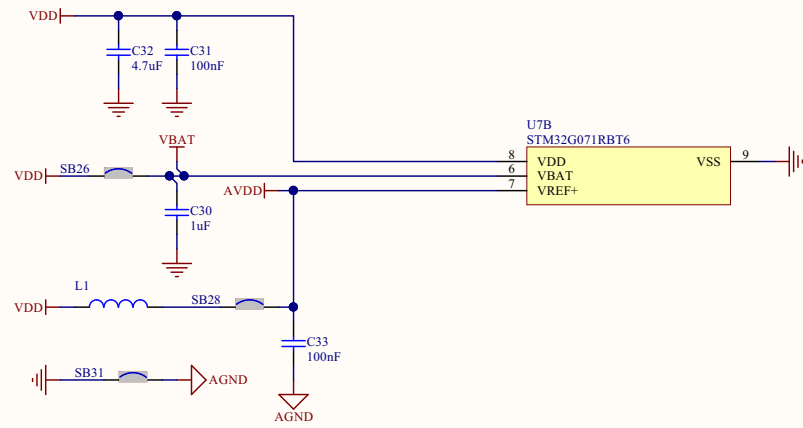 VDD
C32
4.7uF
C31
100nF
U7B
STM32G071RBT6
VBAT
8
VDD
VSS
9
VDD
SB26
6
VBAT
AVDD
7
VREF+
C30
1uF
L1
VDD
SB28
C33
100nF
SB31
AGND
AGND